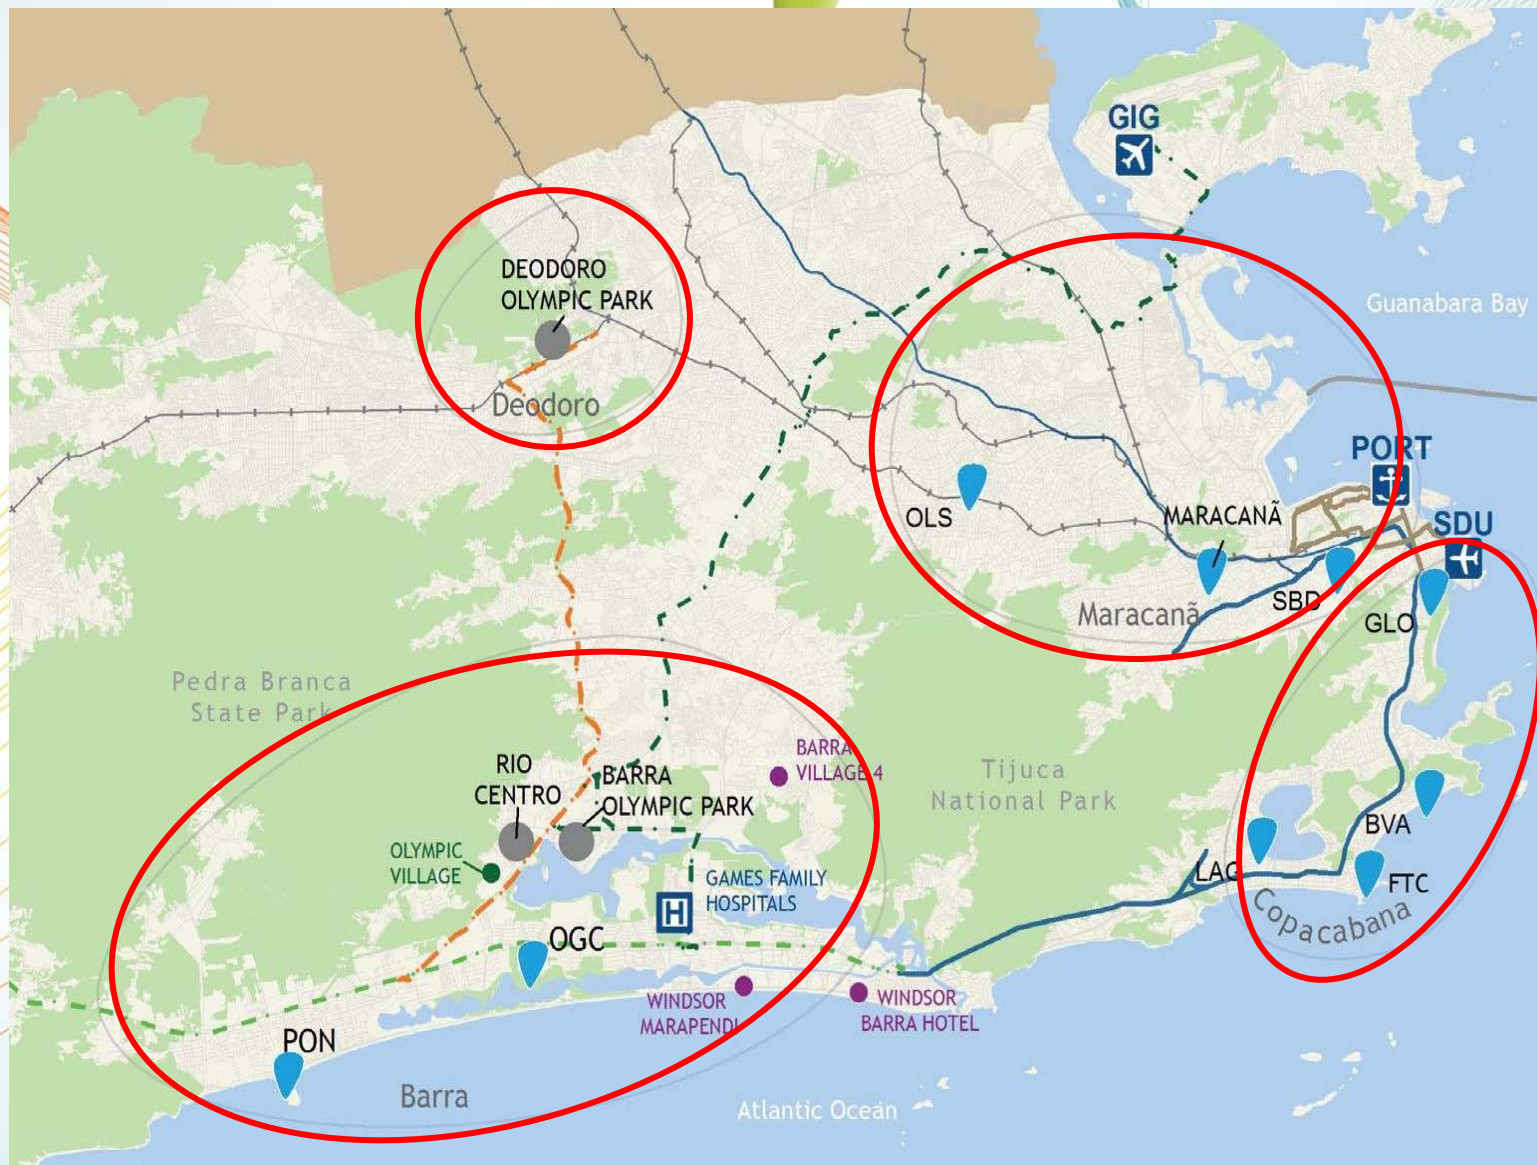 GIG
DEODORO
OLYMPIC PARK
Guanabara Bay
Deodoro
PORT
OLS
MARACANÃ
SDU
SBD
Maracanã
GLO
Pedra Branca
State Park
BARRA
VILLAGE 4
RIO
CENTRO
BARRA
OLYMPIC PARK
Tijuca
National Park
BVA
OLYMPIC
VILLAGE
LAG
FTC
H
GAMES FAMILY
HOSPITALS
Copacabana
OGC
WINDSOR
MARAPENDI
WINDSOR
BARRA HOTEL
PON
Barra
Atlantic Ocean